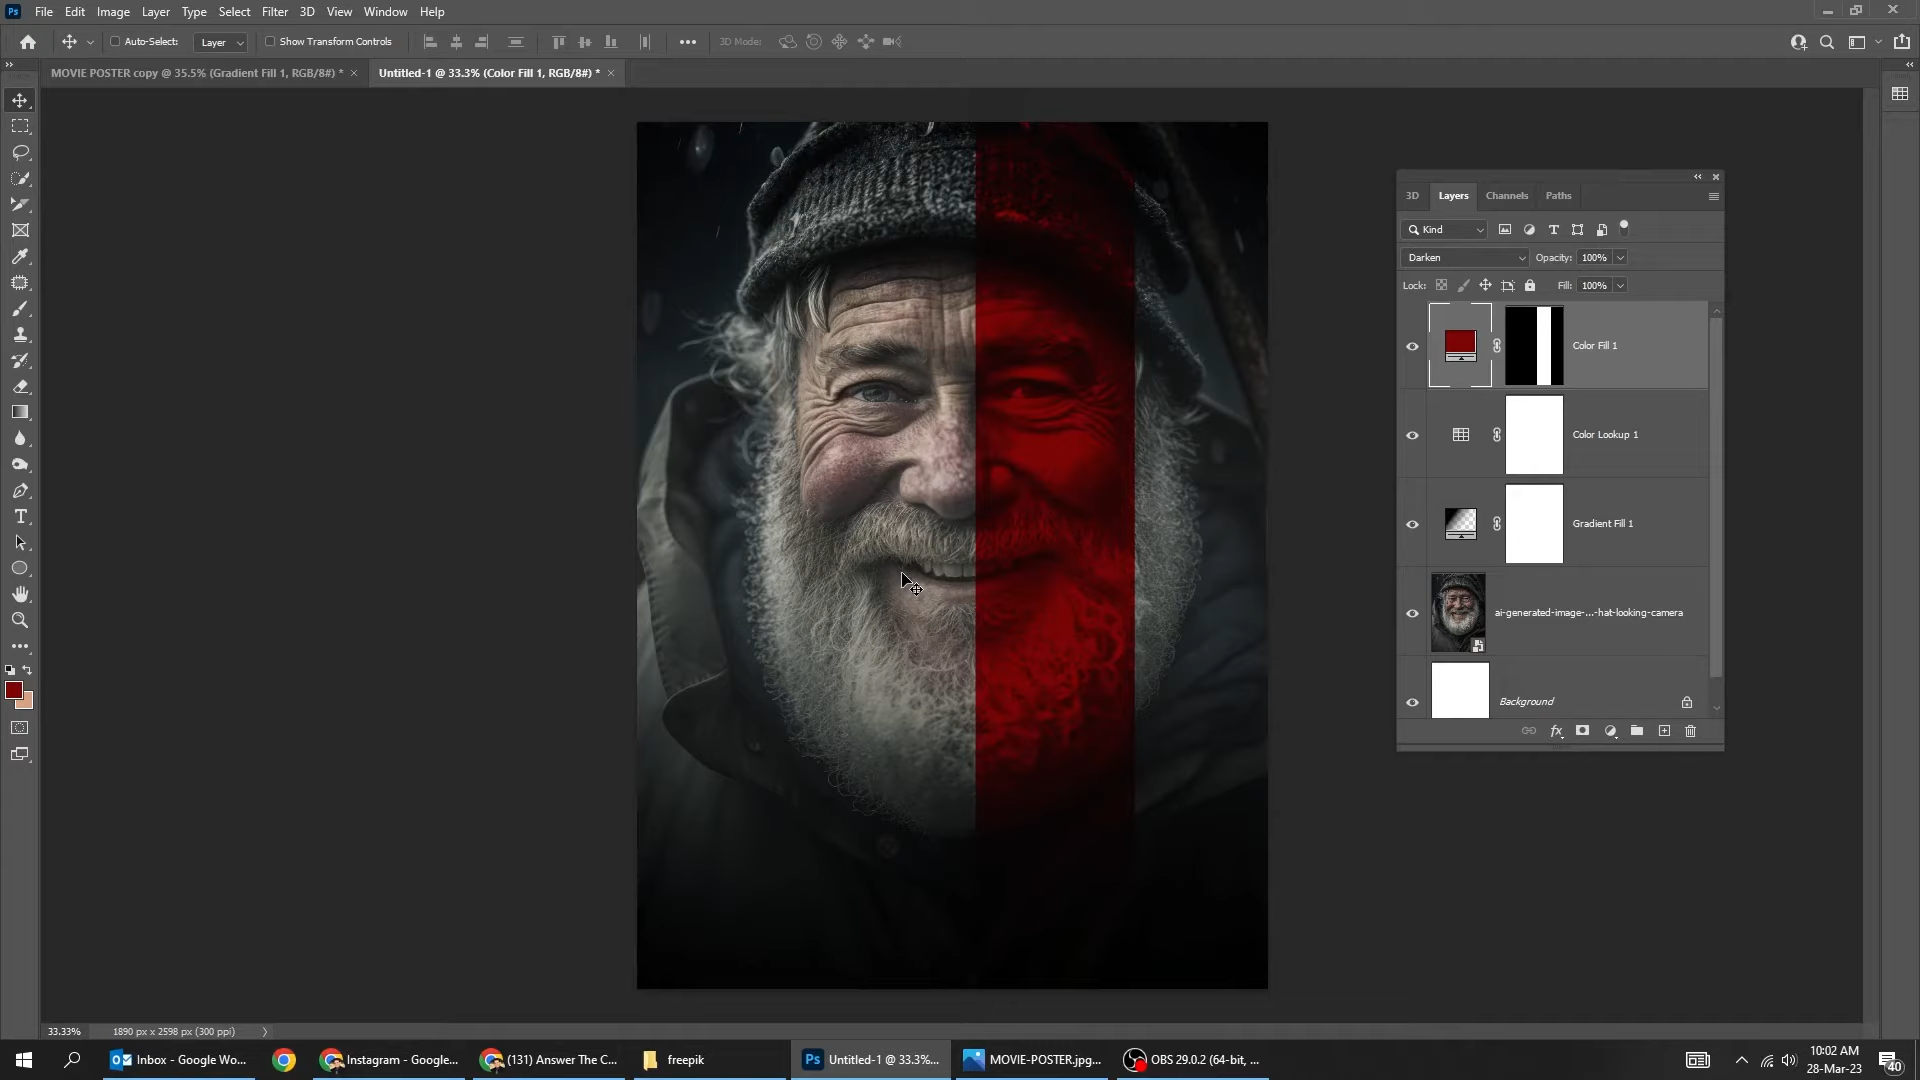 Ps File Edit Image Layer Type Select Filter 3D View Window Help
Auto-Select: Layer Show Transform Controls 3D Mode:
MOVIE POSTER copy @ 35.5% (Gradient Fill 1, RGB/8#) * Untitled-1 @ 33.3% (Color Fill 1, RGB/8#) *
3D Layers Channels Paths
Kind
Darken Opacity: 100%
Lock: Fill: 100%
Color Fill 1
Color Lookup 1
Gradient Fill 1
ai-generated-image-...-hat-looking-camera
Background
fx
33.33% 1890 px x 2598 px (300 ppi)
Inbox - Google Wo... Instagram - Google... (131) Answer The C... freepik Ps Untitled-1 @ 33.3%... MOVIE-POSTER.jpg... OBS 29.0.2 (64-bit, ...
10:02 AM
28-Mar-23
40